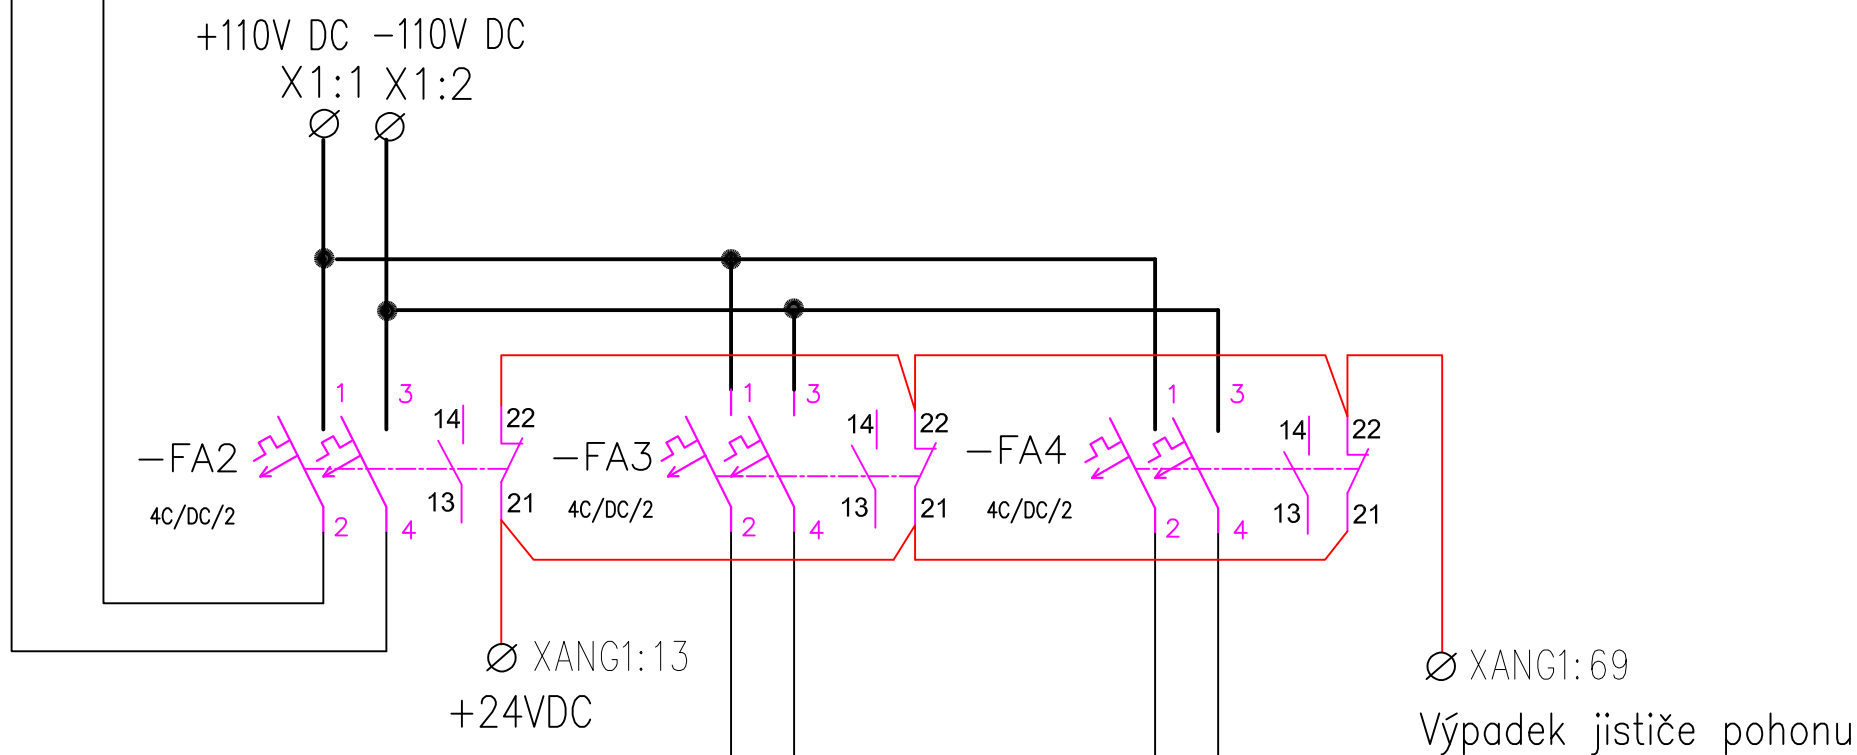 +110V DC -110V DC
X1:1 X1:2
1 3 14 22
-FA2
4C/DC/2
13 21
2 4
1 3 14 22
-FA3
4C/DC/2
13 21
2 4
1 3 14 22
-FA4
4C/DC/2
13 21
2 4
XANG1:13
+24VDC
XANG1:69
Výpadek jističe pohonu